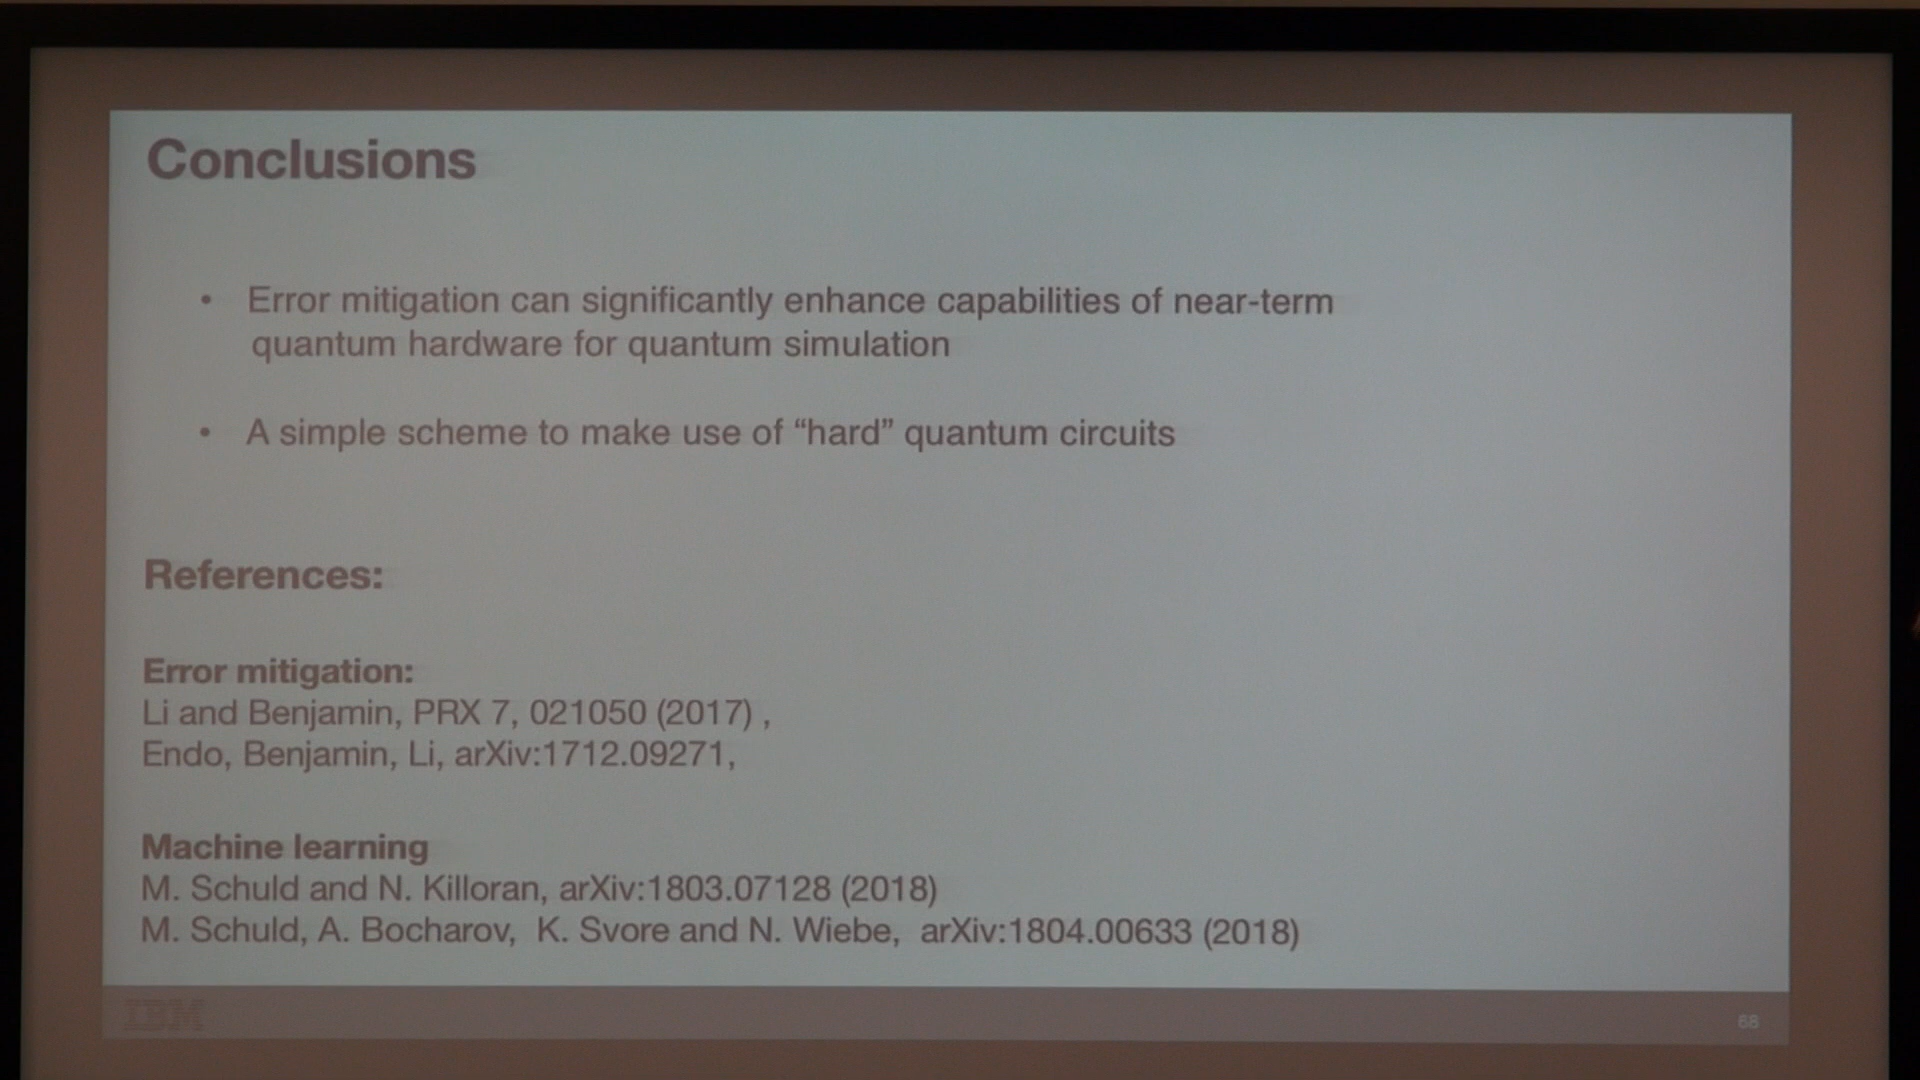 Conclusions
• Error mitigation can significantly enhance capabilities of near-term
quantum hardware for quantum simulation
• A simple scheme to make use of “hard” quantum circuits
References:
Error mitigation:
Li and Benjamin, PRX 7, 021050 (2017) ,
Endo, Benjamin, Li, arXiv:1712.09271,
Machine learning
M. Schuld and N. Killoran, arXiv:1803.07128 (2018)
M. Schuld, A. Bocharov, K. Svore and N. Wiebe, arXiv:1804.00633 (2018)
IBM
68